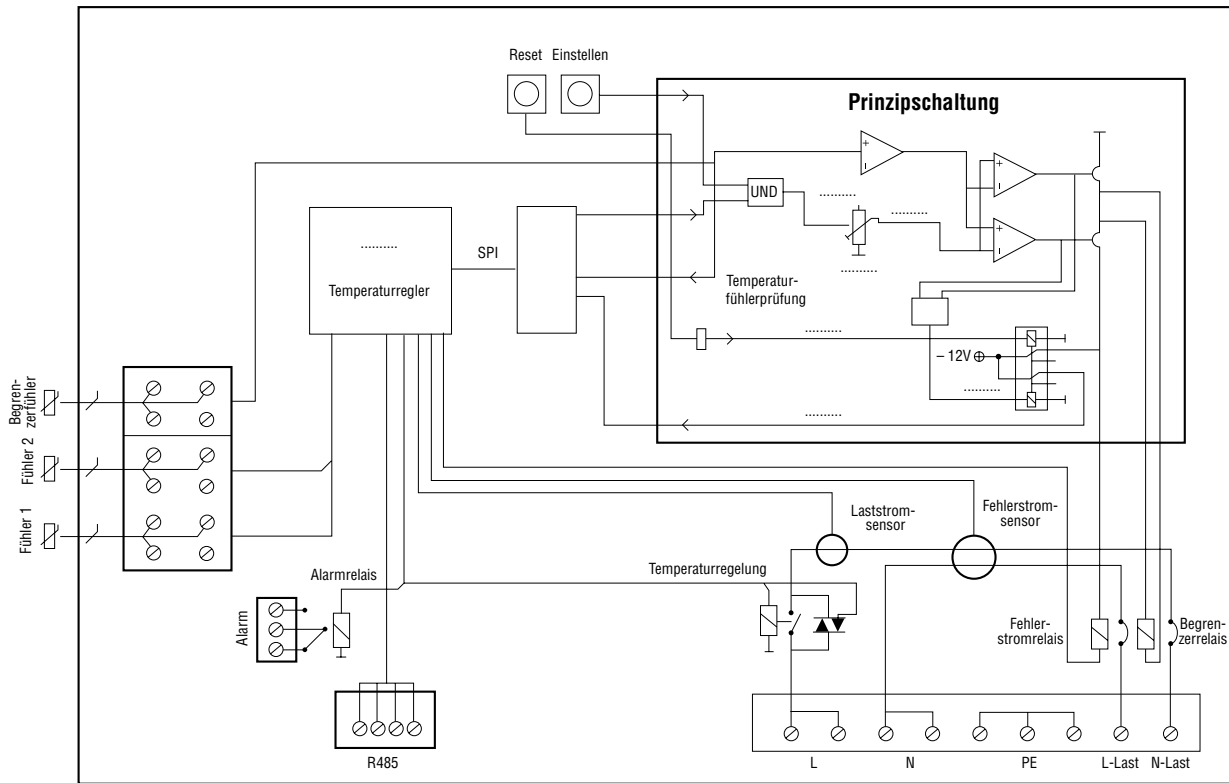 Reset
Einstellen
Prinzipschaltung
+
-
+
-
UND
..........
..........
+
-
..........
SPI
..........
Temperaturregler
Temperatur-
fühlerprüfung
..........
– 12V
..........
..........
Begren-
zerfühler
Fühler 2
Fühler 1
Laststrom-
sensor
Fehlerstrom-
sensor
Alarmrelais
Temperaturregelung
Alarm
Fehler-
stromrelais
Begren-
zerrelais
R485
L
N
PE
L-Last
N-Last